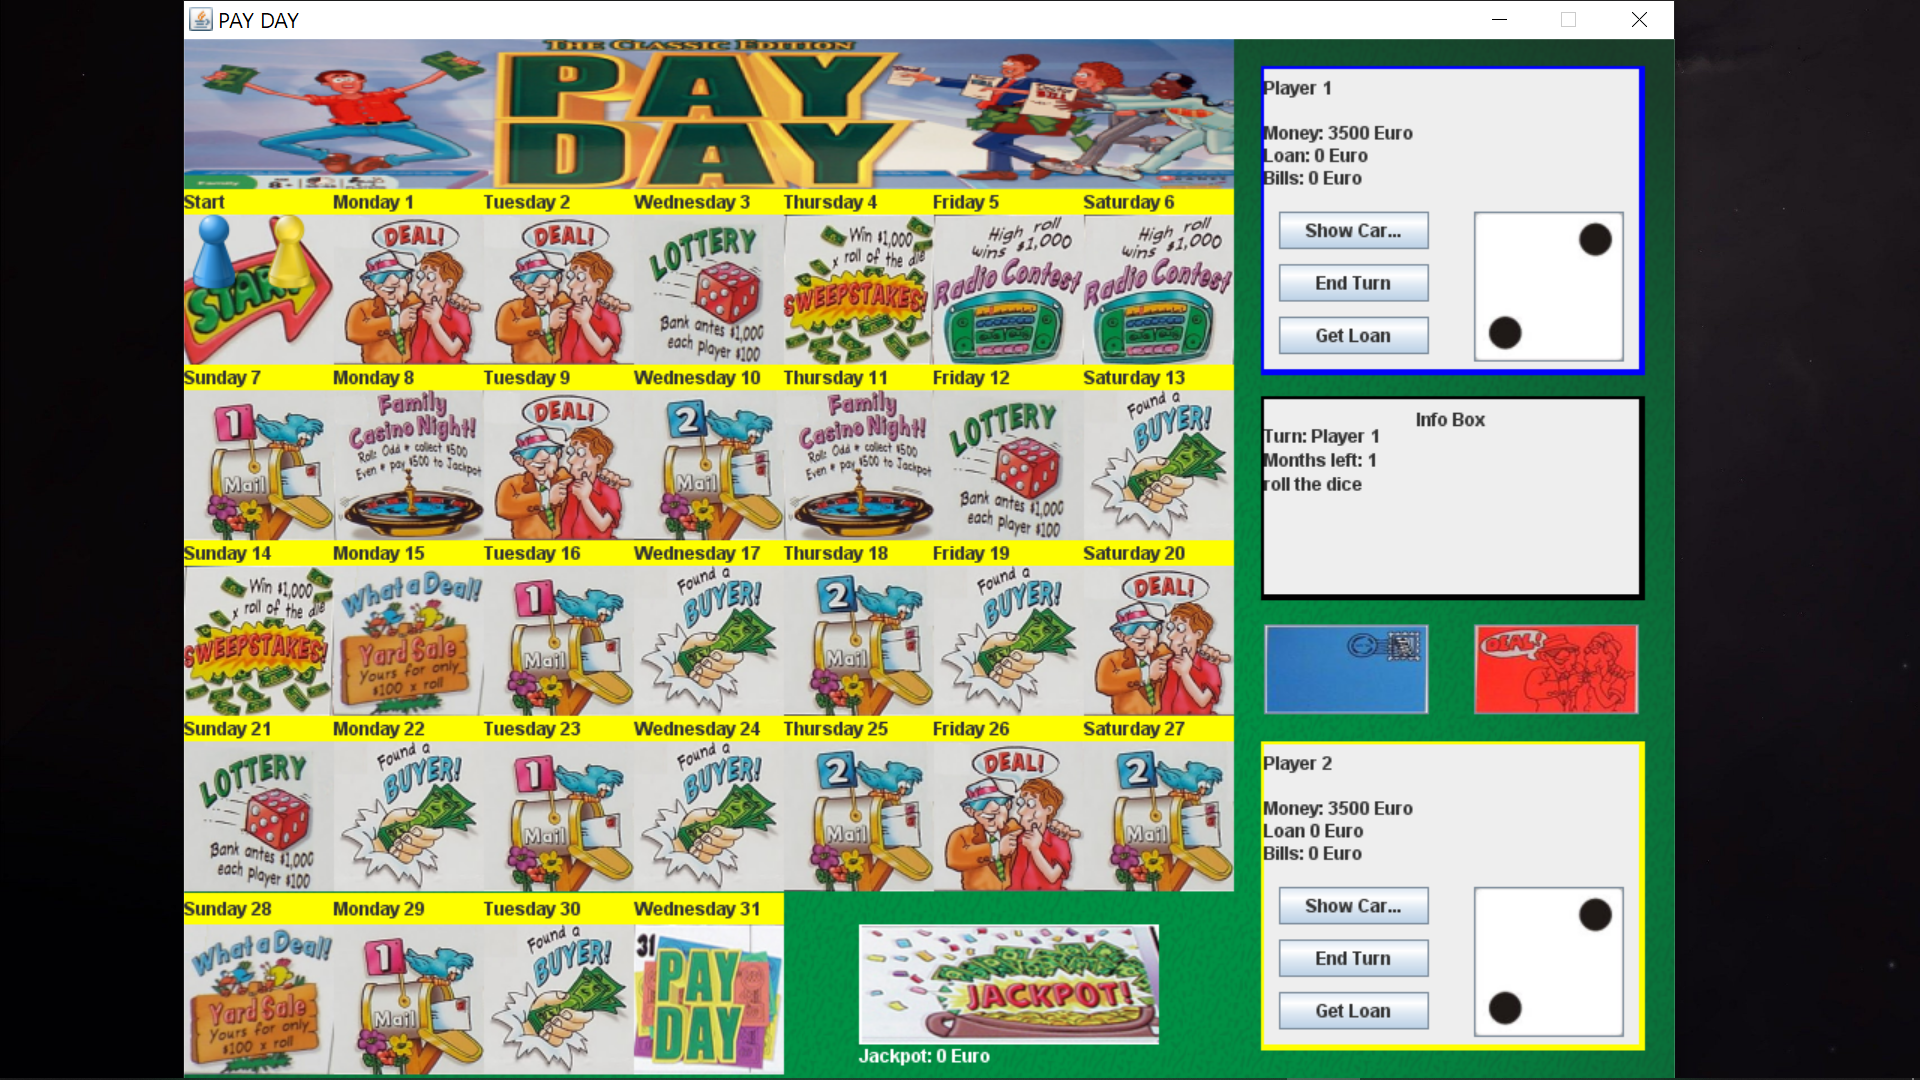 PAY DAY
THE CLASSIC EDITION
PAY
DAY
Family
8+
Start
Monday 1
Tuesday 2
Wednesday 3
Thursday 4
Friday 5
Saturday 6
START
DEAL!
DEAL!
LOTTERY
Bank antes $1,000
each player $100
Win $1,000
x roll of the die
SWEEPSTAKES!
High roll
wins $1,000
Radio Contest
High roll
wins $1,000
Radio Contest
Sunday 7
Monday 8
Tuesday 9
Wednesday 10
Thursday 11
Friday 12
Saturday 13
1
Mail
Family
Casino Night!
Roll: Odd # collect $500
Even # pay $500 to Jackpot
DEAL!
2
Mail
Family
Casino Night!
Roll: Odd # collect $500
Even # pay $500 to Jackpot
LOTTERY
Bank antes $1,000
each player $100
Found a
BUYER!
Sunday 14
Monday 15
Tuesday 16
Wednesday 17
Thursday 18
Friday 19
Saturday 20
Win $1,000
x roll of the die
SWEEPSTAKES!
What a Deal!
Yard Sale
Yours for only
$100 x roll
1
Mail
Found a
BUYER!
2
Mail
Found a
BUYER!
DEAL!
Sunday 21
Monday 22
Tuesday 23
Wednesday 24
Thursday 25
Friday 26
Saturday 27
LOTTERY
Bank antes $1,000
each player $100
Found a
BUYER!
1
Mail
Found a
BUYER!
2
Mail
DEAL!
2
Mail
Sunday 28
Monday 29
Tuesday 30
Wednesday 31
What a Deal!
Yard Sale
Yours for only
$100 x roll
1
Mail
Found a
BUYER!
31
PAY
DAY
JACKPOT!
Jackpot: 0 Euro
Player 1
Money: 3500 Euro
Loan: 0 Euro
Bills: 0 Euro
Show Car...
End Turn
Get Loan
Info Box
Turn: Player 1
Months left: 1
roll the dice
DEAL!
Player 2
Money: 3500 Euro
Loan 0 Euro
Bills: 0 Euro
Show Car...
End Turn
Get Loan